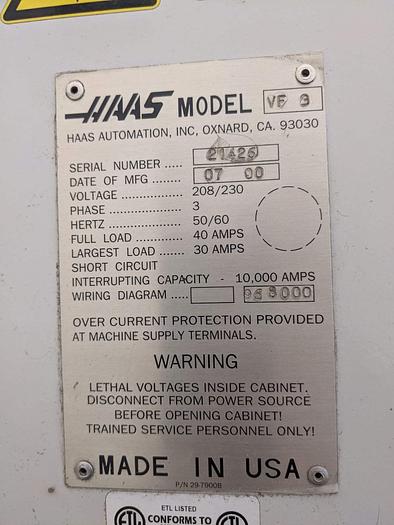 HAAS MODEL VF 3
HAAS AUTOMATION, INC, OXNARD, CA. 93030
SERIAL NUMBER ..... 21426
DATE OF MFG ........ 07 00
VOLTAGE ............... 208/230
PHASE .................... 3
HERTZ .................... 50/60
FULL LOAD ............ 40 AMPS
LARGEST LOAD .... 30 AMPS
SHORT CIRCUIT
INTERRUPTING CAPACITY - 10,000 AMPS
WIRING DIAGRAM .....
OVER CURRENT PROTECTION PROVIDED
AT MACHINE SUPPLY TERMINALS.
WARNING
LETHAL VOLTAGES INSIDE CABINET.
DISCONNECT FROM POWER SOURCE
BEFORE OPENING CABINET!
TRAINED SERVICE PERSONNEL ONLY!
MADE IN USA
P/N 29-7900B
ETL LISTED
CONFORMS TO